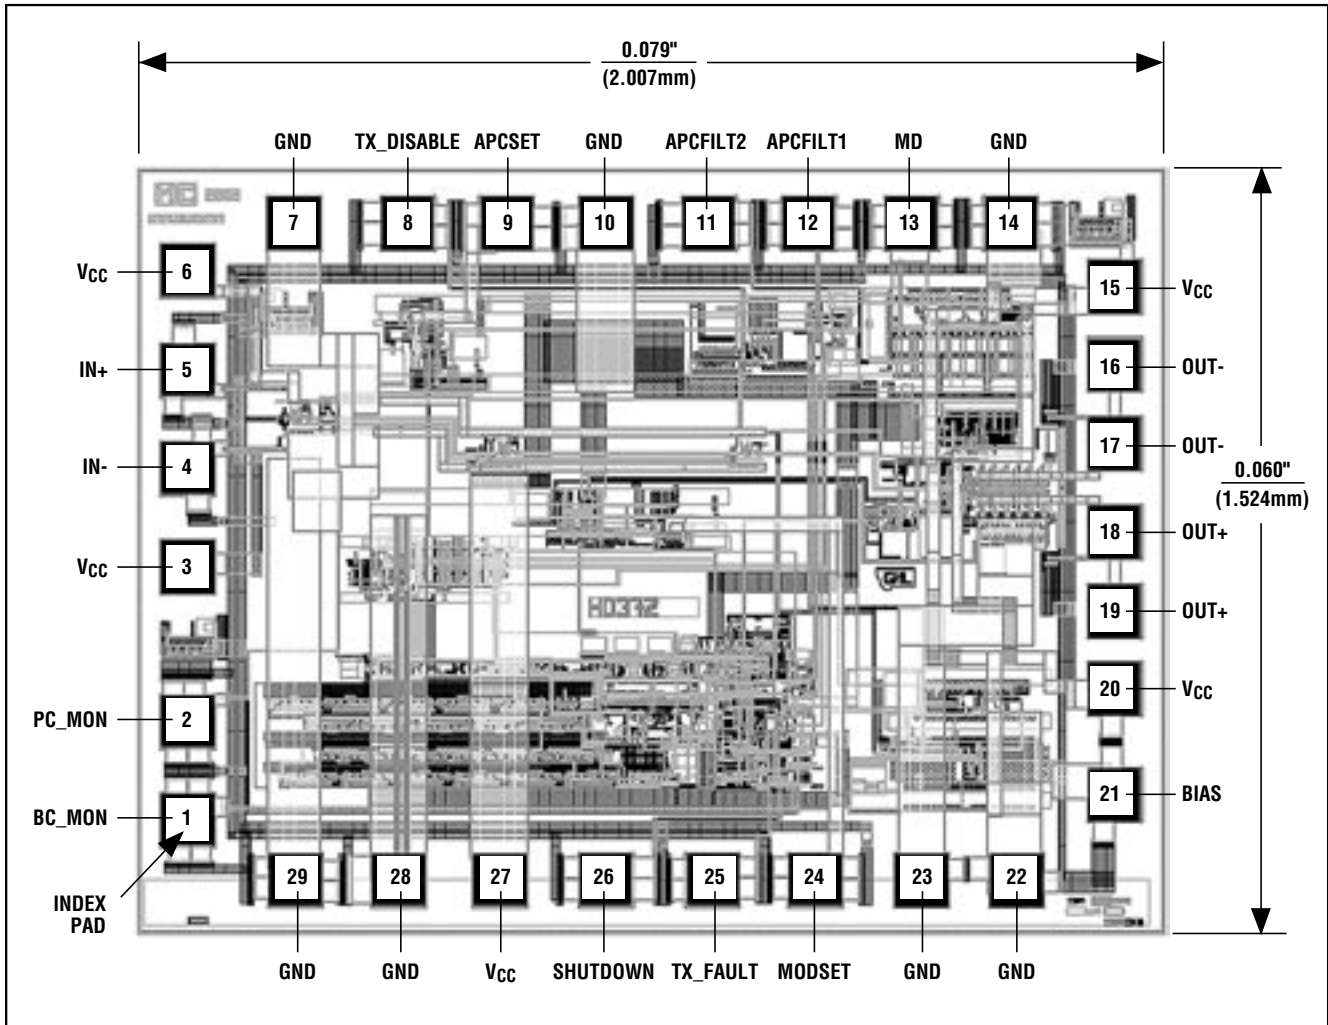 0.079"
(2.007mm)
GND TX_DISABLE APCSET GND APCFILT2 APCFILT1 MD GND
7 8 9 10 11 12 13 14
VCC 6
15 VCC
IN+ 5
16 OUT-
IN- 4
17 OUT-
0.060"
(1.524mm)
18 OUT+
VCC 3
HD342
19 OUT+
20 VCC
PC_MON 2
21 BIAS
BC_MON 1
INDEX
PAD
29 28 27 26 25 24 23 22
GND GND VCC SHUTDOWN TX_FAULT MODSET GND GND